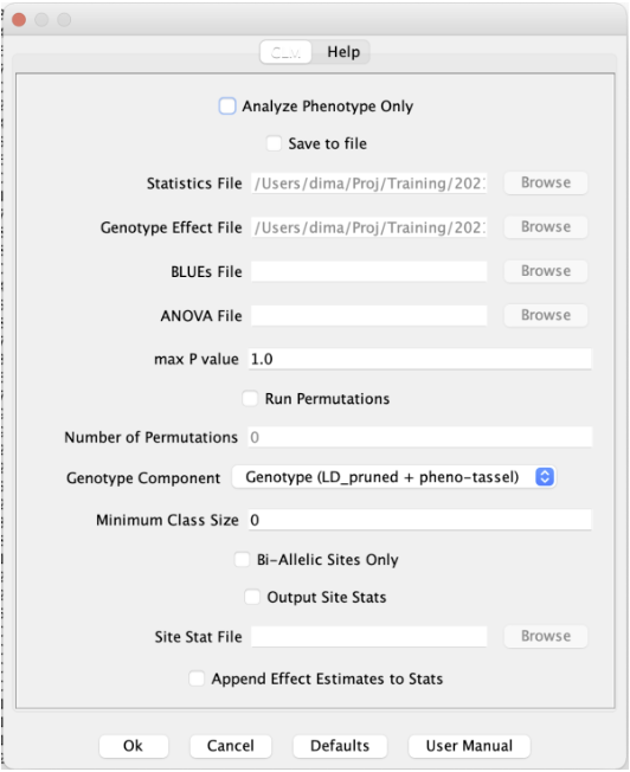 GLM Help
Analyze Phenotype Only
Save to file
Statistics File /Users/dima/Proj/Training/202 Browse
Genotype Effect File /Users/dima/Proj/Training/202 Browse
BLUEs File Browse
ANOVA File Browse
max P value 1.0
Run Permutations
Number of Permutations 0
Genotype Component Genotype (LD_pruned + pheno-tassel)
Minimum Class Size 0
Bi-Allelic Sites Only
Output Site Stats
Site Stat File Browse
Append Effect Estimates to Stats
Ok Cancel Defaults User Manual